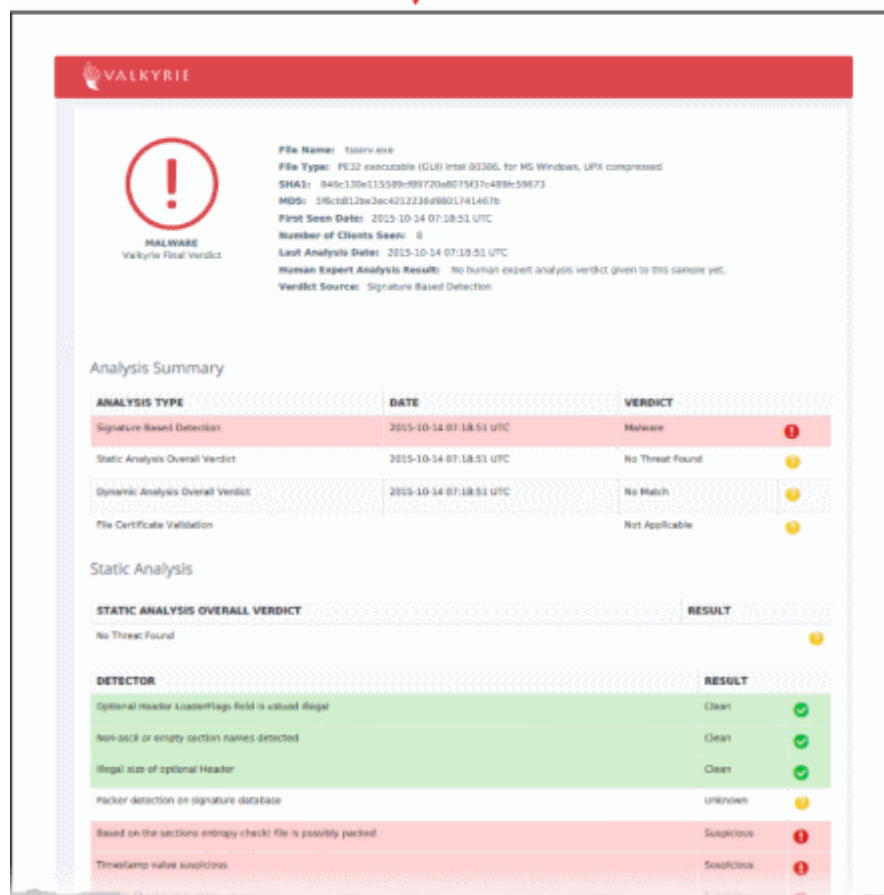 VALKYRIE
MALWARE
Valkyrie Final Verdict
File Name: tsserv.exe
File Type: PE32 executable (GUI) Intel 80386, for MS Windows, UPX compressed
SHA1:
MD5:
First Seen Date: 2015-10-14 07:18:51 UTC
Number of Clients Seen: 0
Last Analysis Date: 2015-10-14 07:18:51 UTC
Human Expert Analysis Result: No human expert analysis verdict given to this sample yet.
Verdict Source: Signature Based Detection
Analysis Summary
ANALYSIS TYPE DATE VERDICT
Signature Based Detection 2015-10-14 07:18:51 UTC Malware
Static Analysis Overall Verdict 2015-10-14 07:18:51 UTC No Threat Found
Dynamic Analysis Overall Verdict 2015-10-14 07:18:51 UTC No Match
File Certificate Validation Not Applicable
Static Analysis
STATIC ANALYSIS OVERALL VERDICT RESULT
No Threat Found
DETECTOR RESULT
Optional Header LoaderFlags field is valued illegal Clean
Non-ascii or empty section names detected Clean
Illegal size of optional Header Clean
Packer detection on signature database Unknown
Based on the sections entropy check! file is possibly packed Suspicious
Timestamp value suspicious Suspicious